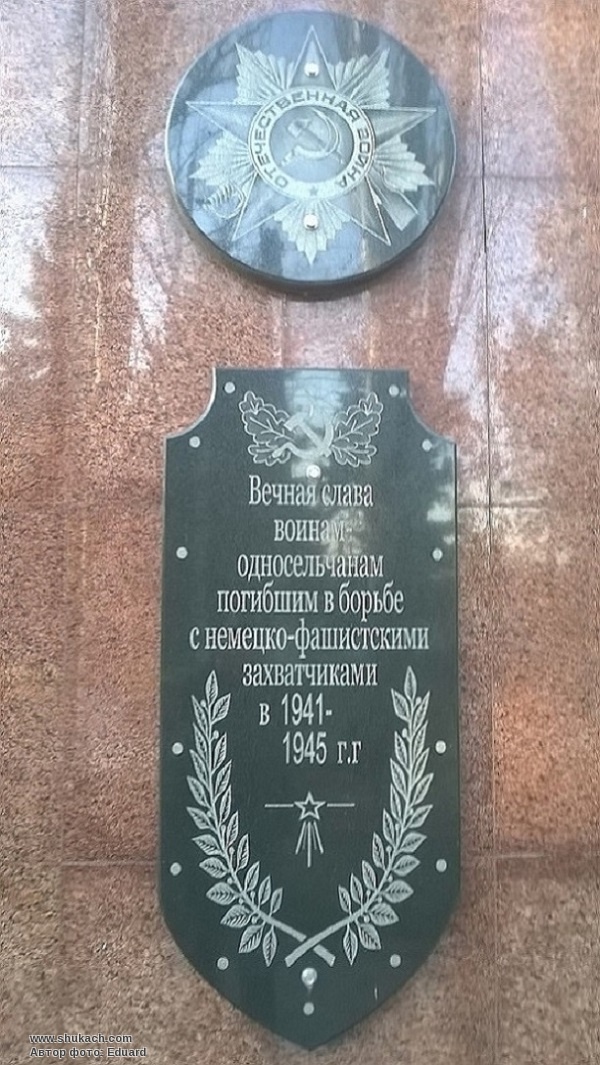 ОТЕЧЕСТВЕННАЯ ВОЙНА
Вечная слава
воинам-
односельчанам
погибшим в борьбе
с немецко-фашистскими
захватчиками
в 1941-
1945 г.г
www.shukach.com
Автор фото: Eduard